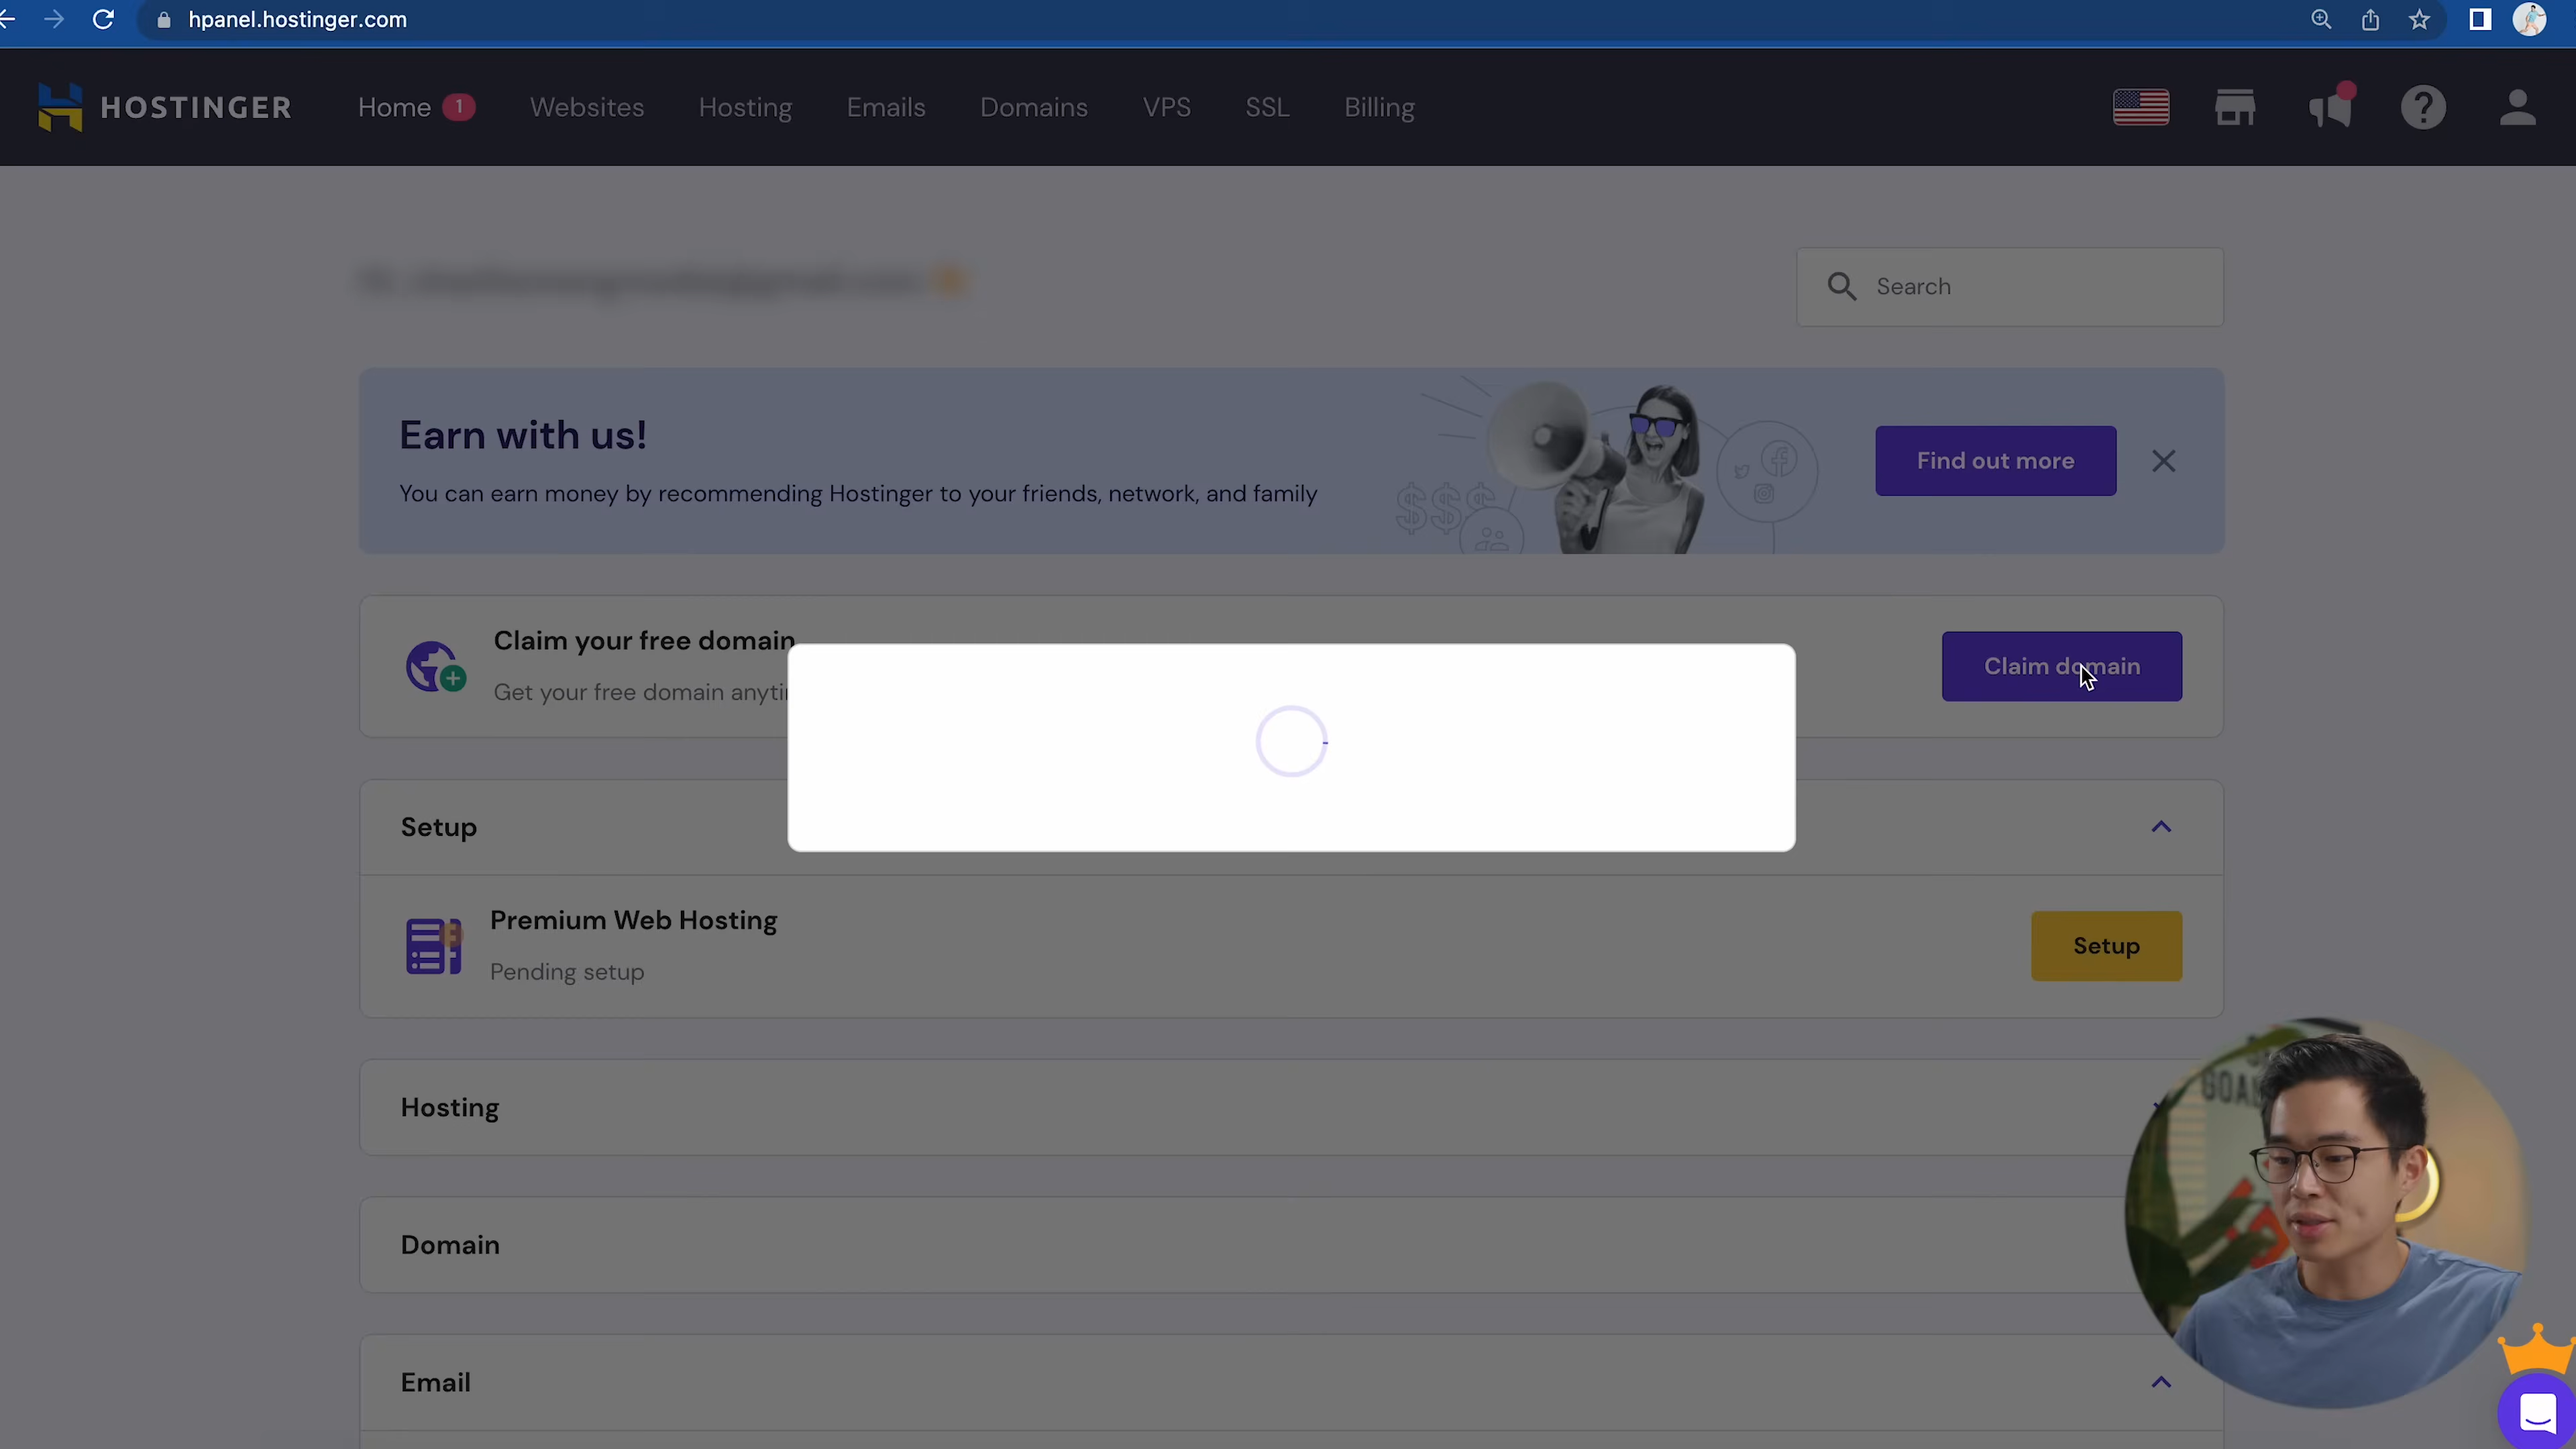 hpanel.hostinger.com
HOSTINGER
Home 1
Websites
Hosting
Emails
Domains
VPS
SSL
Billing
Search
Earn with us!
You can earn money by recommending Hostinger to your friends, network, and family
$$$
Find out more
Claim your free domain
Get your free domain
Claim domain
Setup
Premium Web Hosting
Pending setup
Setup
Hosting
Domain
Email